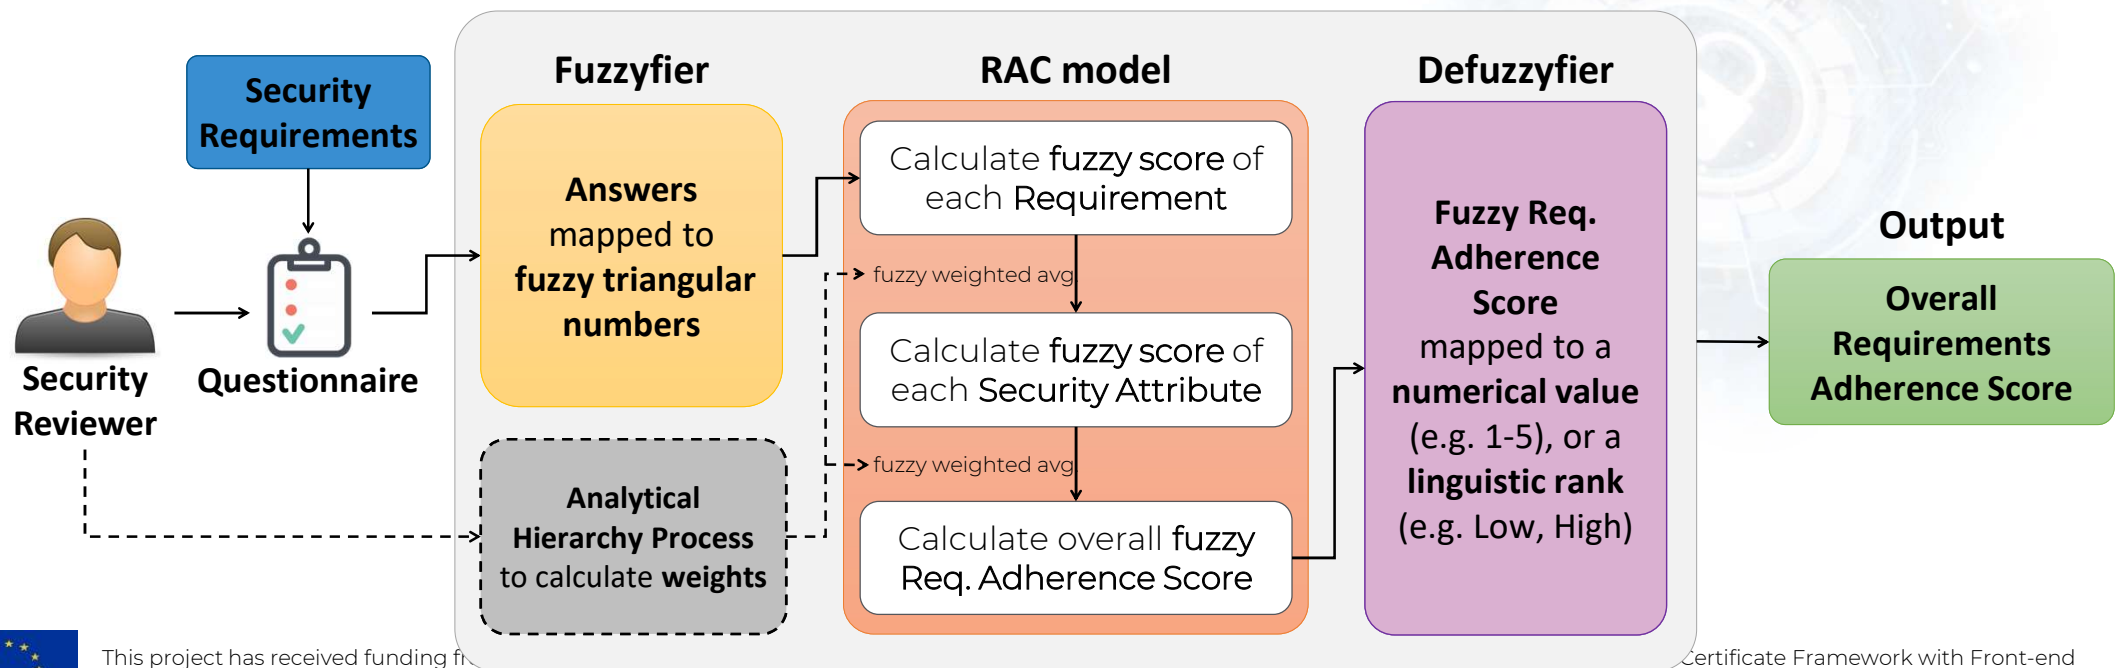 Security
Requirements
Security
Reviewer
Questionnaire
Fuzzyfier
Answers
mapped to
fuzzy triangular
numbers
Analytical
Hierarchy Process
to calculate weights
RAC model
Calculate fuzzy score of
each Requirement
fuzzy weighted avg
Calculate fuzzy score of
each Security Attribute
fuzzy weighted avg
Calculate overall fuzzy
Req. Adherence Score
Defuzzyfier
Fuzzy Req.
Adherence
Score
mapped to a
numerical value
(e.g. 1-5), or a
linguistic rank
(e.g. Low, High)
Output
Overall
Requirements
Adherence Score
This project has received funding
Certificate Framework with Front-end